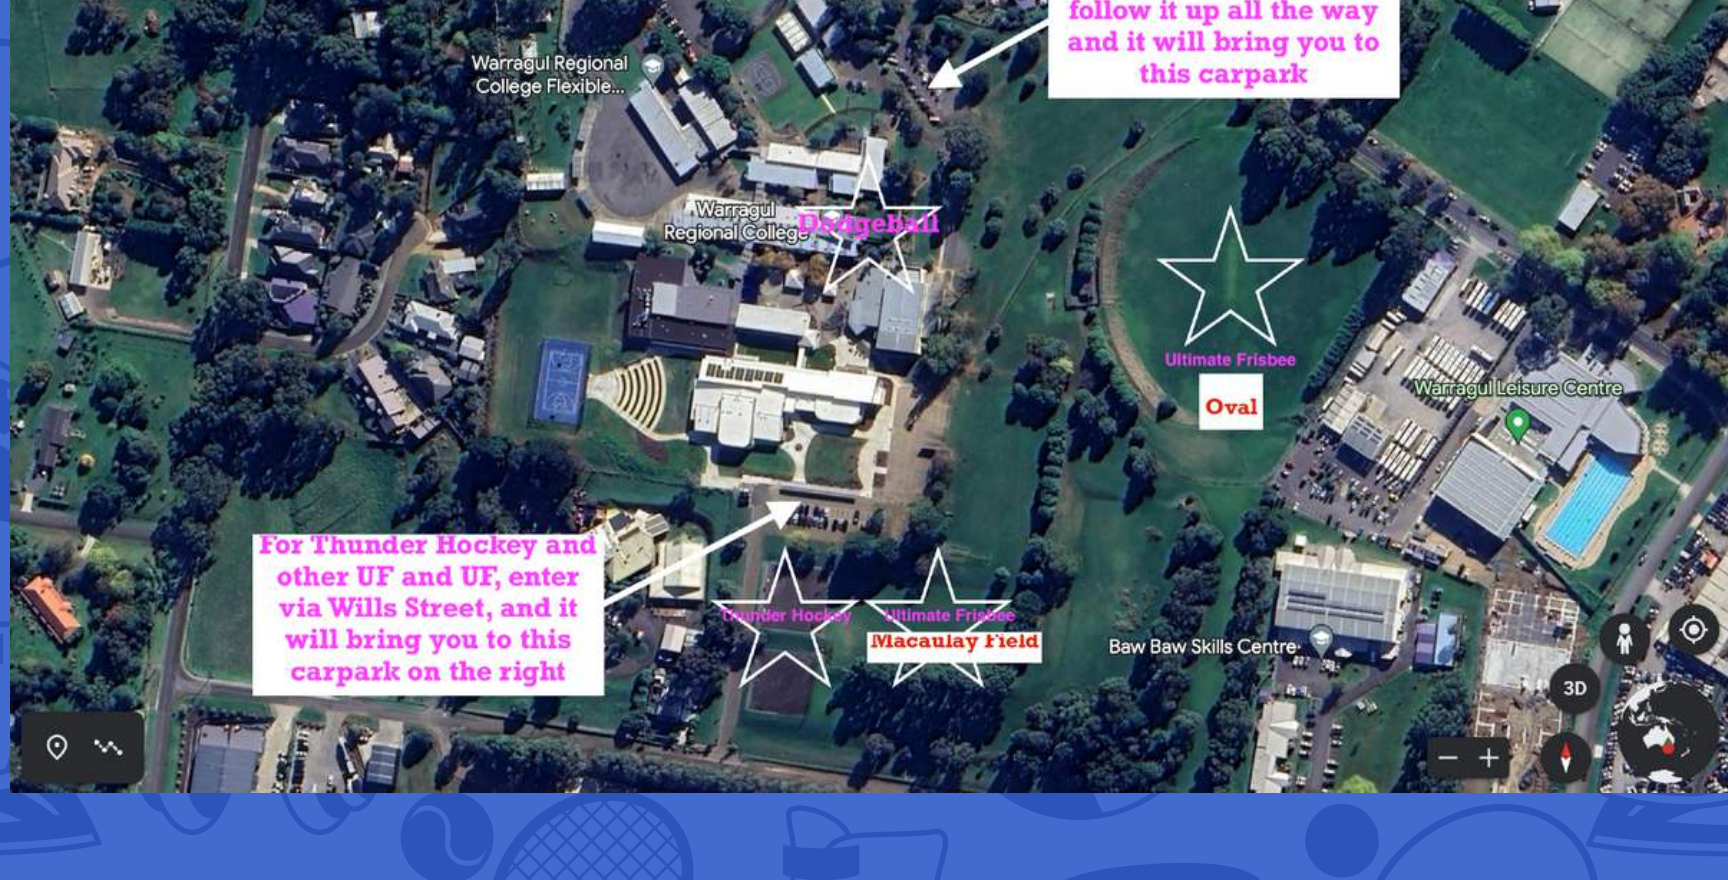 follow it up all the way
and it will bring you to
this carpark
Warragul Regional
College Flexible...
Warragul
Regional College
Dodgeball
Ultimate Frisbee
Oval
Warragul Leisure Centre
For Thunder Hockey and
other UF and UF, enter
via Wills Street, and it
will bring you to this
carpark on the right
Thunder Hockey
Ultimate Frisbee
Macaulay Field
Baw Baw Skills Centre
3D